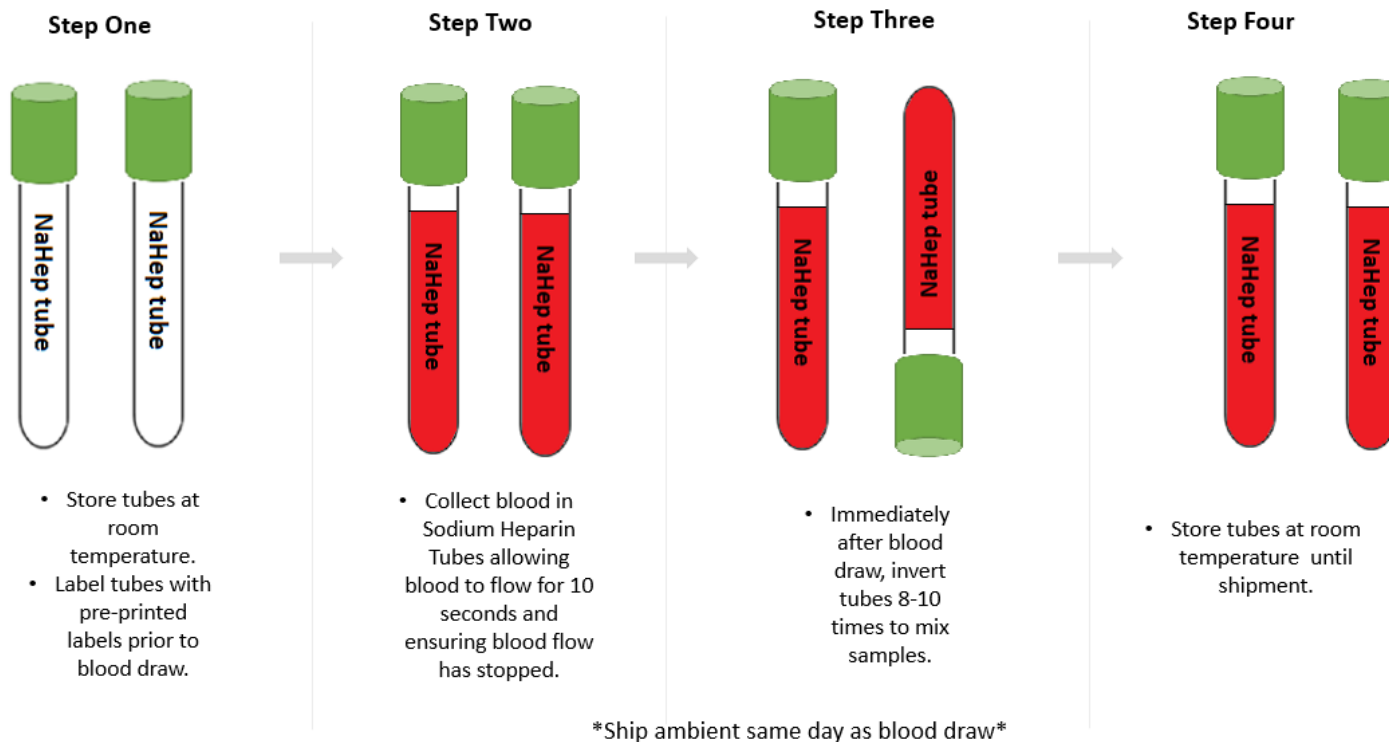 Step One
NaHep tube
NaHep tube
• Store tubes at
room
temperature.
• Label tubes with
pre-printed
labels prior to
blood draw.
Step Two
NaHep tube
NaHep tube
• Collect blood in
Sodium Heparin
Tubes allowing
blood to flow for 10
seconds and
ensuring blood flow
has stopped.
Step Three
NaHep tube
NaHep tube
• Immediately
after blood
draw, invert
tubes 8-10
times to mix
samples.
Step Four
NaHep tube
NaHep tube
• Store tubes at room
temperature until
shipment.
*Ship ambient same day as blood draw*